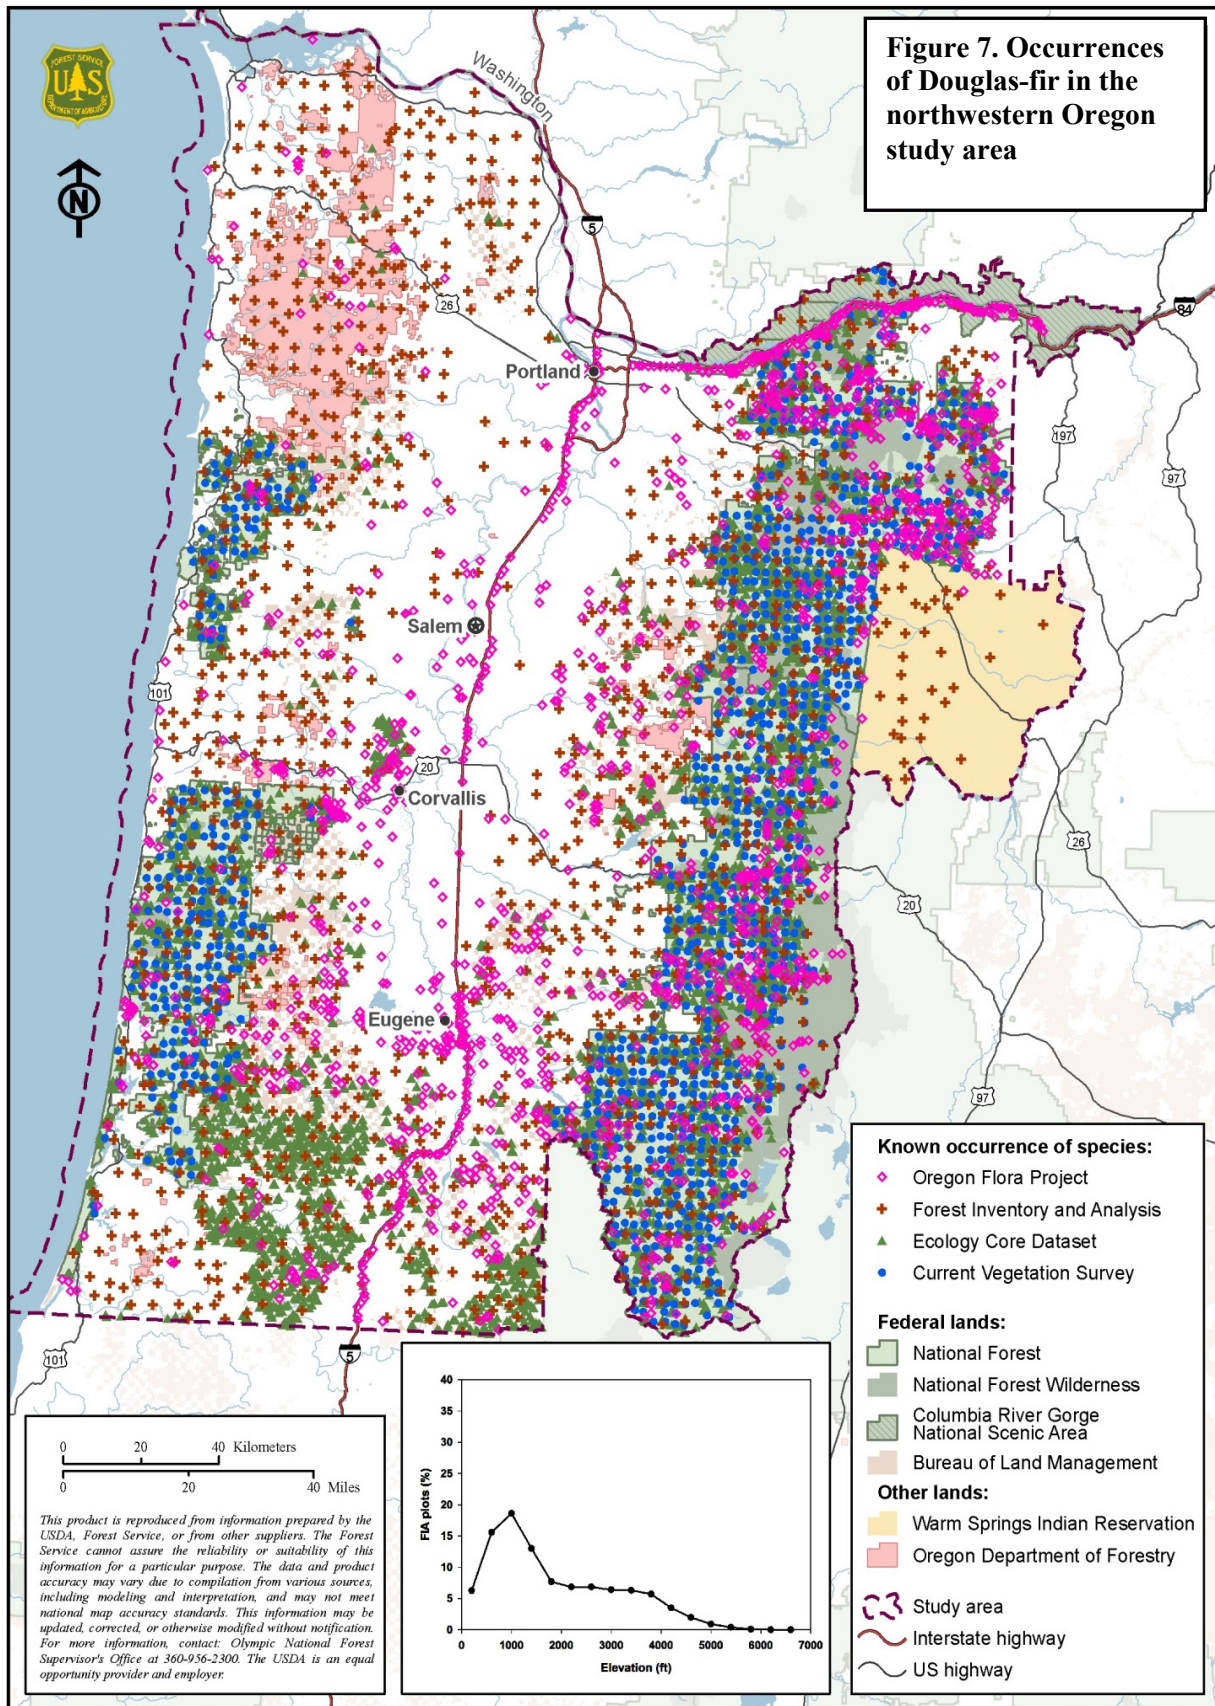 Figure 7. Occurrences
of Douglas-fir in the
northwestern Oregon
study area
FOREST SERVICE
US
DEPARTMENT OF AGRICULTURE
N
Washington
5
26
84
Portland
197
97
Salem
101
20
Corvallis
26
20
Eugene
97
101
5
Known occurrence of species:
Oregon Flora Project
Forest Inventory and Analysis
Ecology Core Dataset
Current Vegetation Survey
Federal lands:
National Forest
National Forest Wilderness
Columbia River Gorge
National Scenic Area
Bureau of Land Management
Other lands:
Warm Springs Indian Reservation
Oregon Department of Forestry
Study area
Interstate highway
US highway
0 20 40 Kilometers
0 20 40 Miles
This product is reproduced from information prepared by the
USDA, Forest Service, or from other suppliers. The Forest
Service cannot assure the reliability or suitability of this
information for a particular purpose. The data and product
accuracy may vary due to compilation from various sources,
including modeling and interpretation, and may not meet
national map accuracy standards. This information may be
updated, corrected, or otherwise modified without notification.
For more information, contact: Olympic National Forest
Supervisor's Office at 360-956-2300. The USDA is an equal
opportunity provider and employer.
40
35
30
25
20
15
10
5
0
FIA plots (%)
0 1000 2000 3000 4000 5000 6000 7000
Elevation (ft)